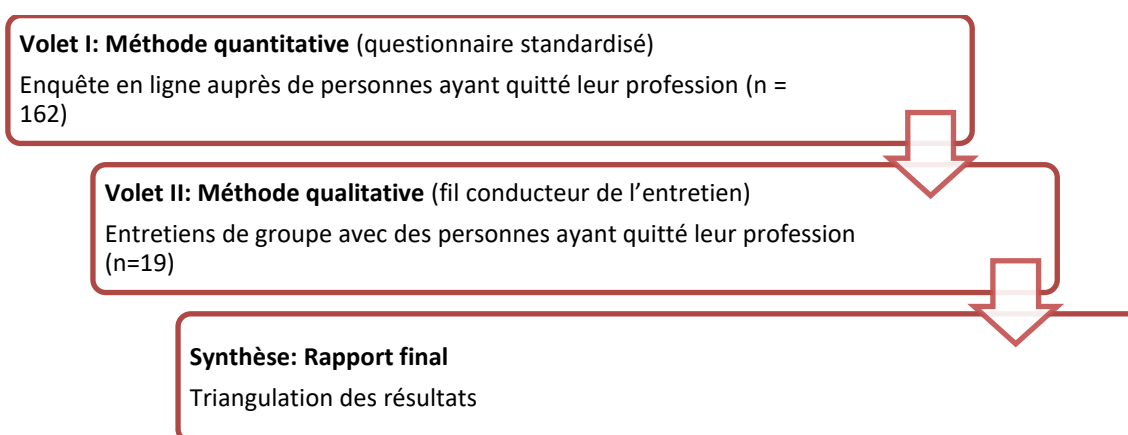 Volet I: Méthode quantitative (questionnaire standardisé)
Enquête en ligne auprès de personnes ayant quitté leur profession (n =
162)
Volet II: Méthode qualitative (fil conducteur de l’entretien)
Entretiens de groupe avec des personnes ayant quitté leur profession
(n=19)
Synthèse: Rapport final
Triangulation des résultats